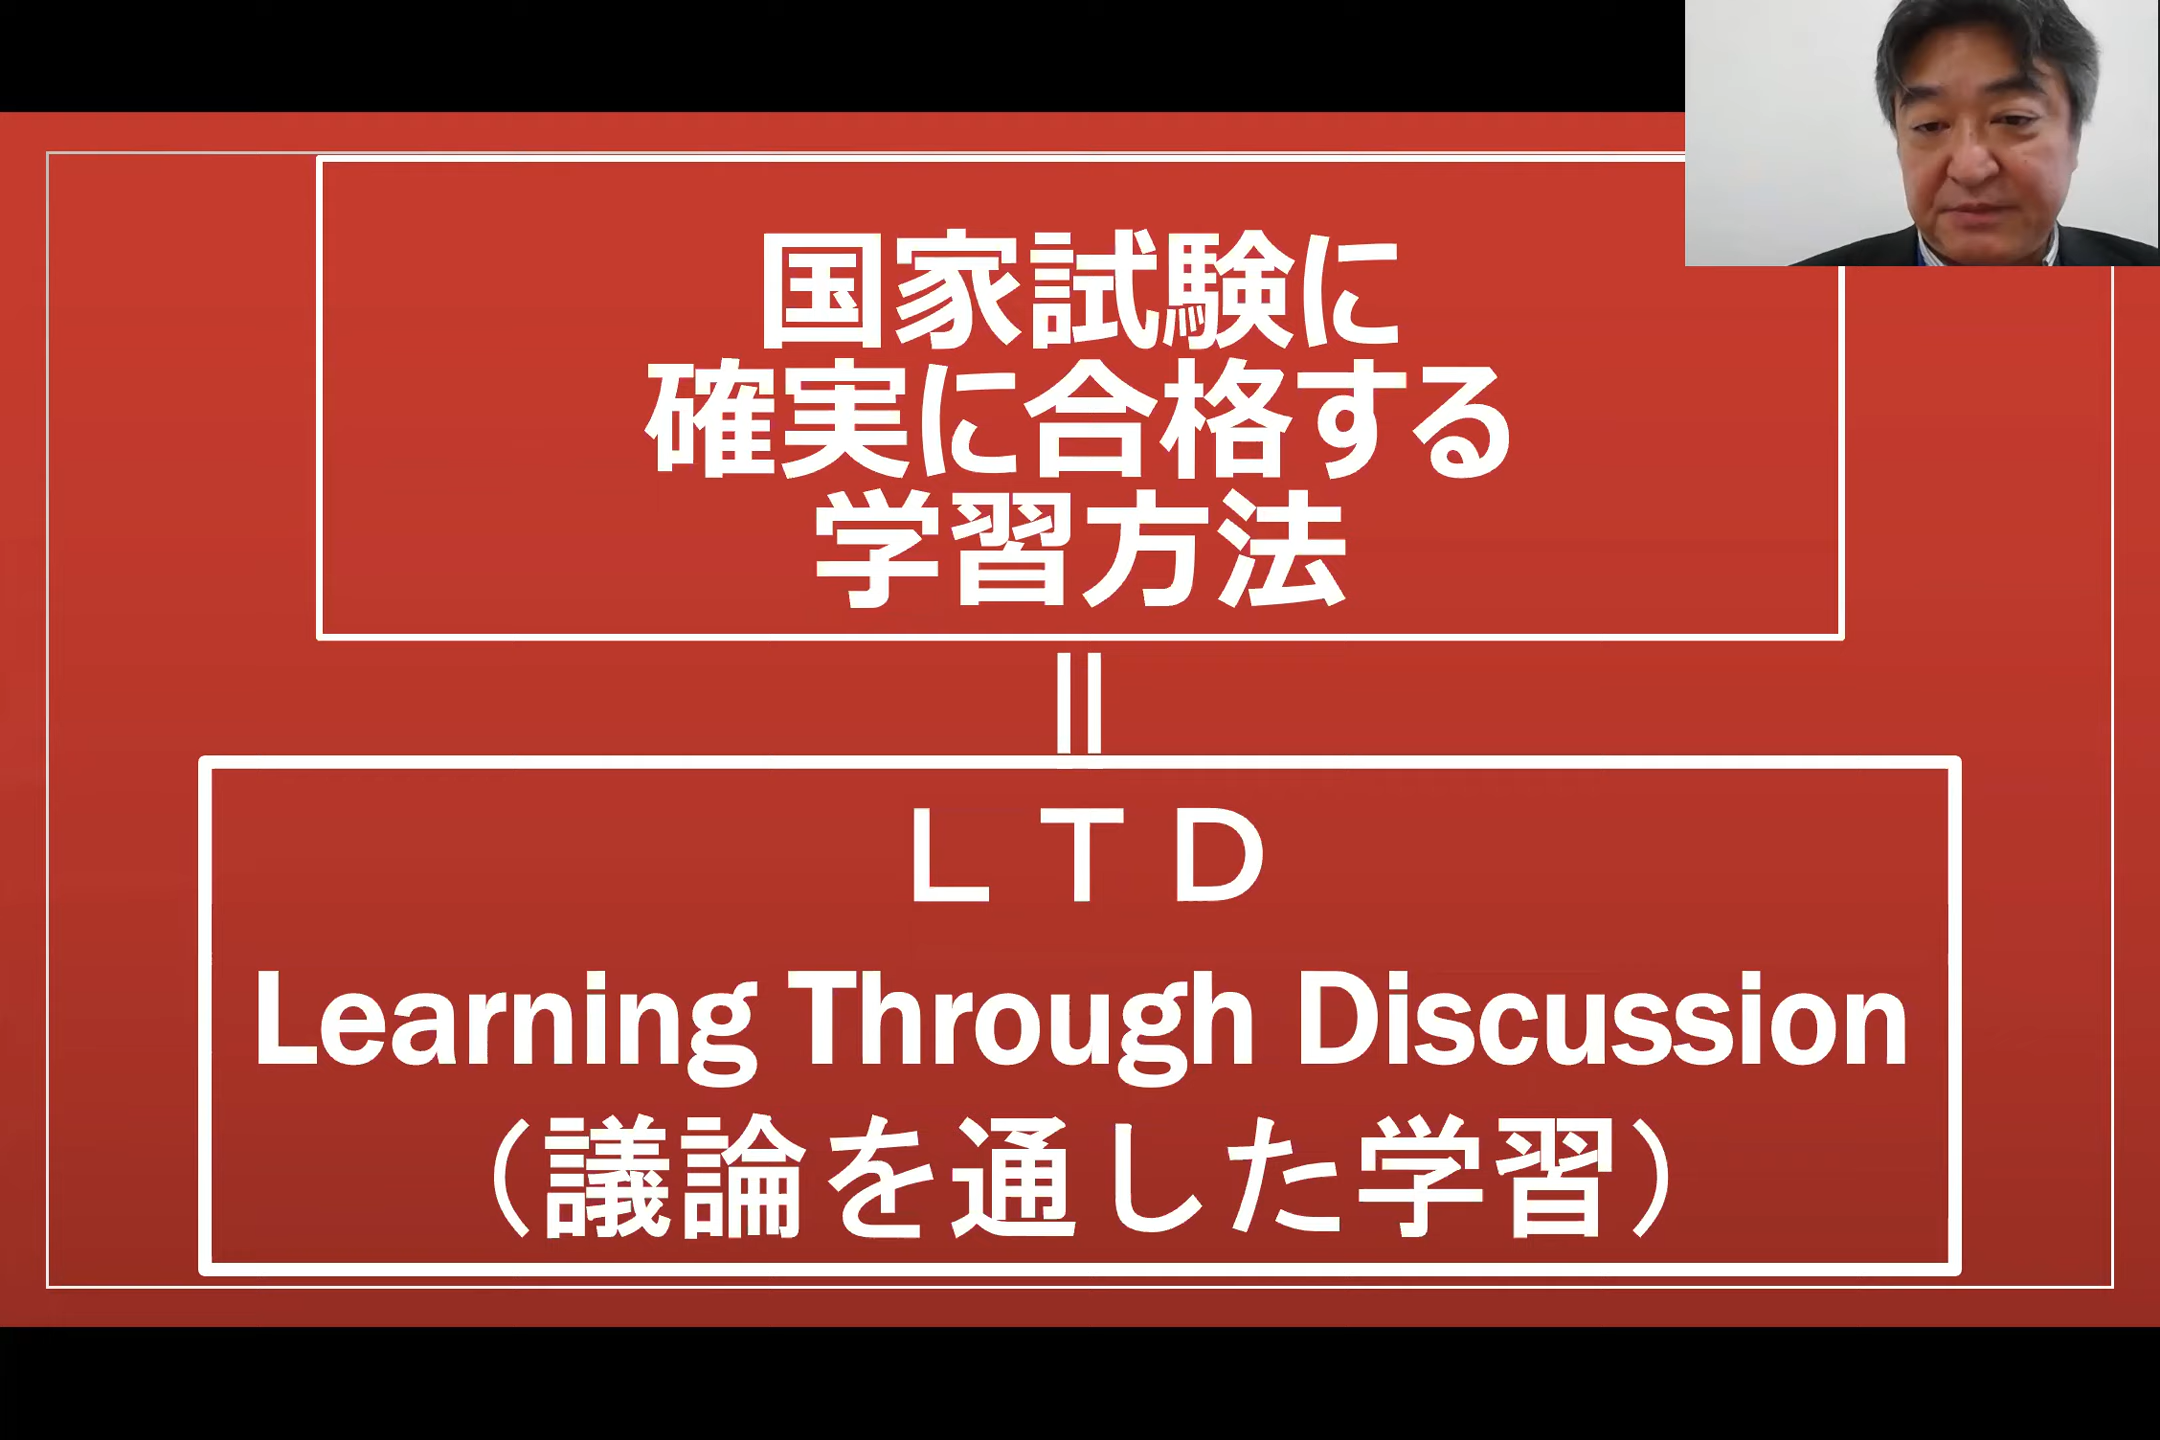 国家試験に
確実に合格する
学習方法
＝
ＬＴＤ
Learning Through Discussion
（議論を通した学習）